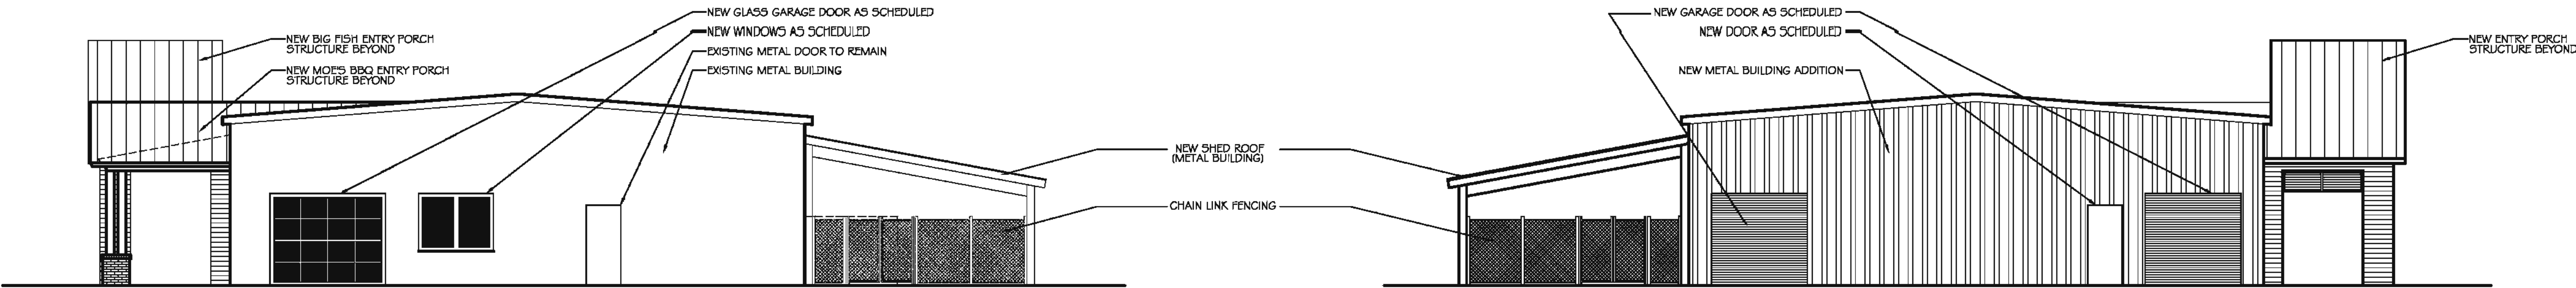 NEW GLASS GARAGE DOOR AS SCHEDULED
NEW WINDOWS AS SCHEDULED
EXISTING METAL DOOR TO REMAIN
EXISTING METAL BUILDING
NEW BIG FISH ENTRY PORCH
STRUCTURE BEYOND
NEW MOE'S BBQ ENTRY PORCH
STRUCTURE BEYOND
NEW SHED ROOF
(METAL BUILDING)
CHAIN LINK FENCING
NEW GARAGE DOOR AS SCHEDULED
NEW DOOR AS SCHEDULED
NEW METAL BUILDING ADDITION
NEW ENTRY PORCH
STRUCTURE BEYOND